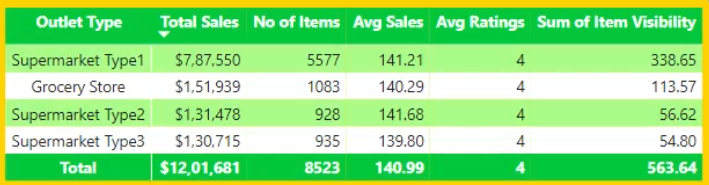 Outlet Type Total Sales No of Items Avg Sales Avg Ratings Sum of Item Visibility
Supermarket Type1 $7,87,550 5577 141.21 4 338.65
Grocery Store $1,51,939 1083 140.29 4 113.57
Supermarket Type2 $1,31,478 928 141.68 4 56.62
Supermarket Type3 $1,30,715 935 139.80 4 54.80
Total $12,01,681 8523 140.99 4 563.64